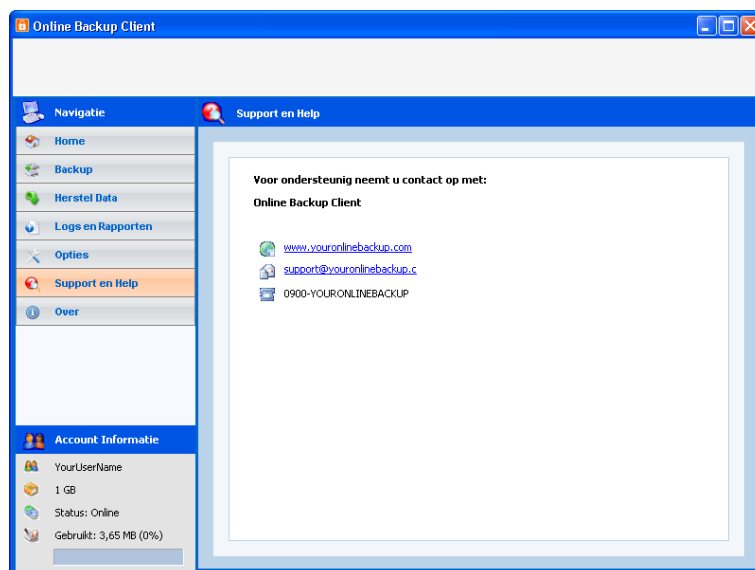 Online Backup Client
Navigatie
Home
Backup
Herstel Data
Logs en Rapporten
Opties
Support en Help
Over
Account Informatie
YourUserName
1 GB
Status: Online
Gebruikt: 3,65 MB (0%)
Support en Help
Voor ondersteunig neemt u contact op met:
Online Backup Client
www.youronlinebackup.com
support@youronlinebackup.c
0900-YOURONLINEBACKUP